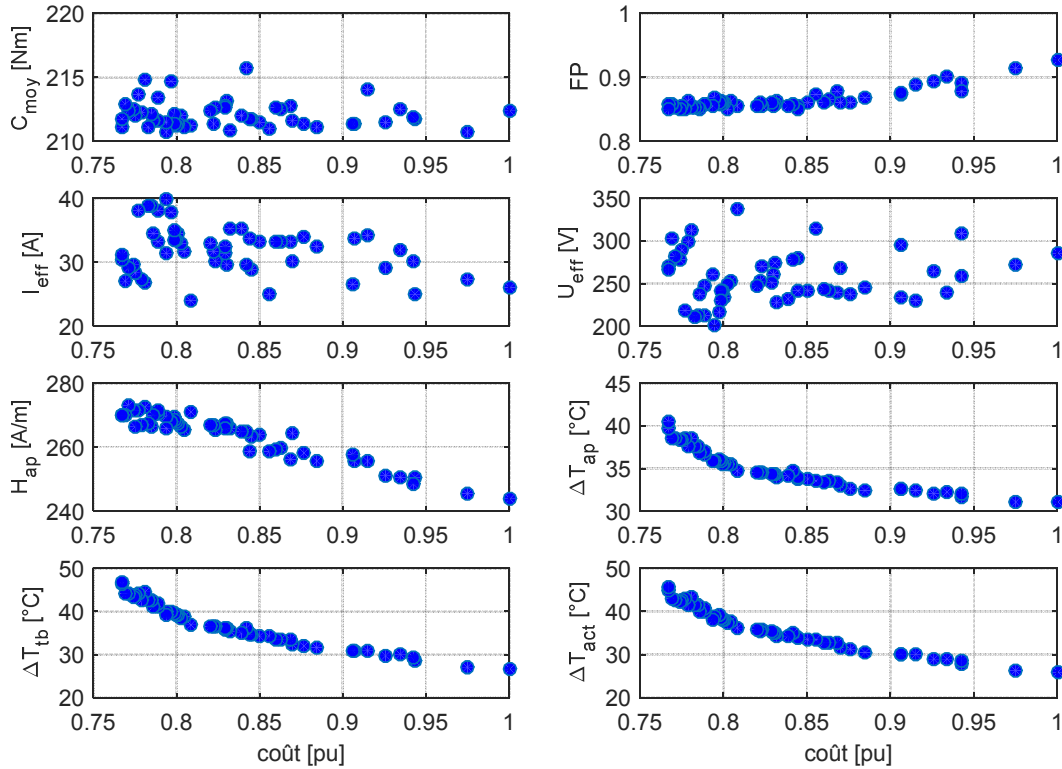 220
215
210
C_moy [Nm]
0.75 0.8 0.85 0.9 0.95 1
1
0.9
0.8
FP
0.75 0.8 0.85 0.9 0.95 1
40
30
20
I_eff [A]
0.75 0.8 0.85 0.9 0.95 1
350
300
250
200
U_eff [V]
0.75 0.8 0.85 0.9 0.95 1
280
260
240
H_ap [A/m]
0.75 0.8 0.85 0.9 0.95 1
45
40
35
30
ΔT_ap [°C]
0.75 0.8 0.85 0.9 0.95 1
50
40
30
20
ΔT_tb [°C]
0.75 0.8 0.85 0.9 0.95 1
coût [pu]
50
40
30
20
ΔT_act [°C]
0.75 0.8 0.85 0.9 0.95 1
coût [pu]